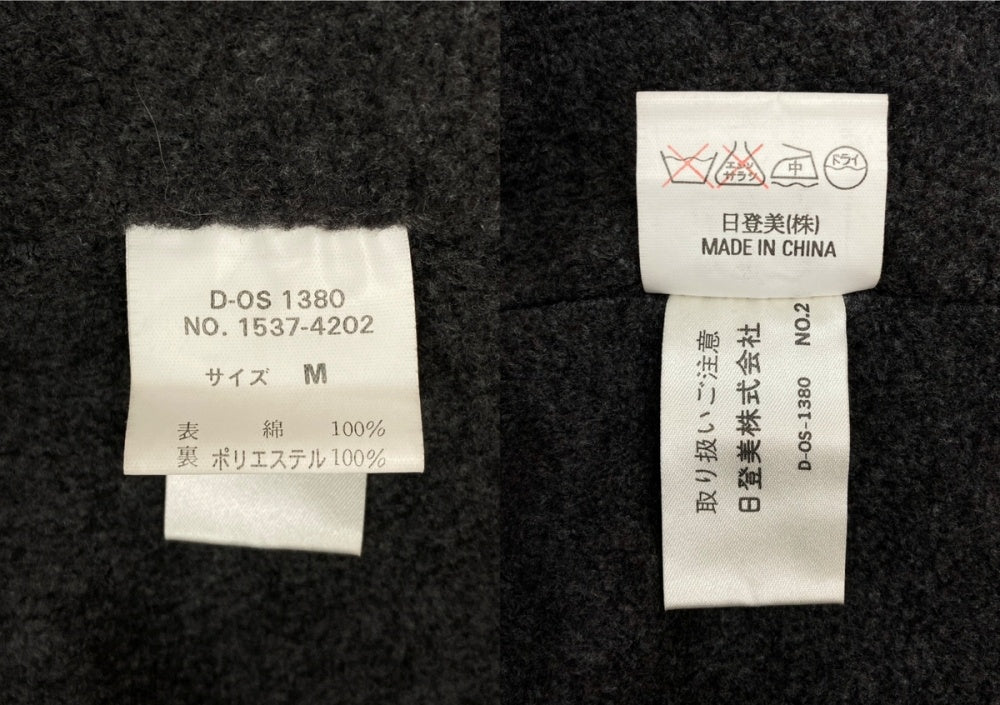 D-OS 1380
NO. 1537-4202
サイズ M
表 綿 100%
裏 ポリエステル 100%
エンソ
サラシ
中
ドライ
日登美(株)
MADE IN CHINA
取り扱いご注意
日登美株式会社
D-OS-1380 NO.2